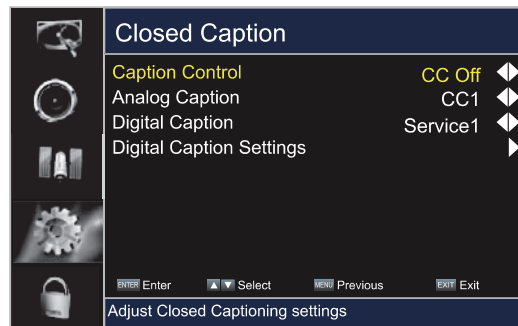 Closed Caption
Caption Control CC Off
Analog Caption CC1
Digital Caption Service1
Digital Caption Settings
ENTER Enter Select MENU Previous EXIT Exit
Adjust Closed Captioning settings